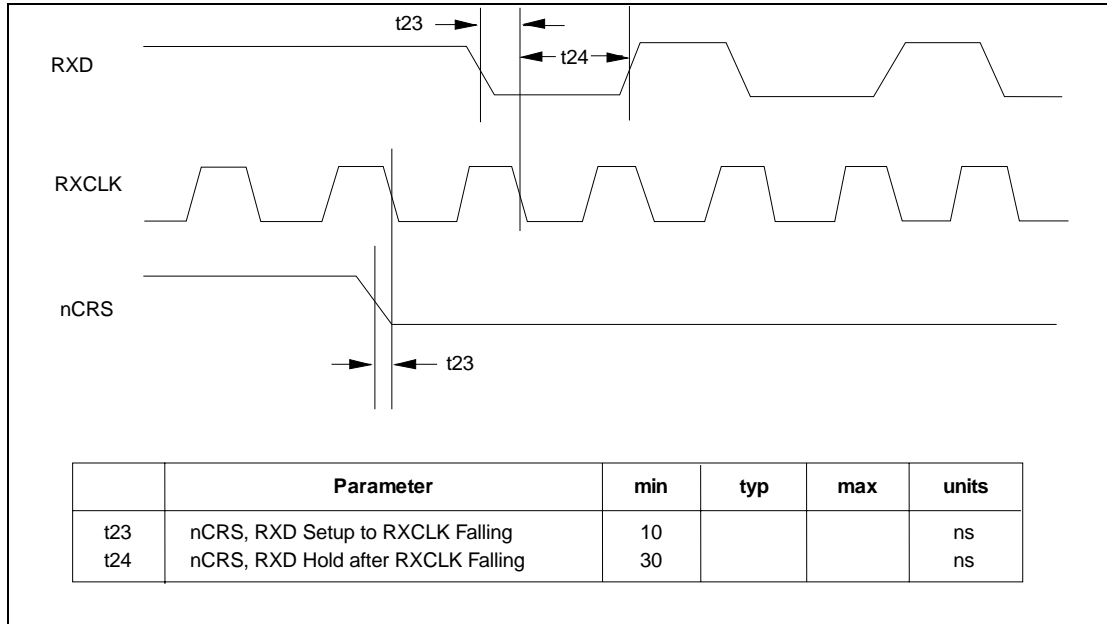 t23
t24
RXD
RXCLK
nCRS
t23
Parameter min typ max units
t23 nCRS, RXD Setup to RXCLK Falling 10 ns
t24 nCRS, RXD Hold after RXCLK Falling 30 ns